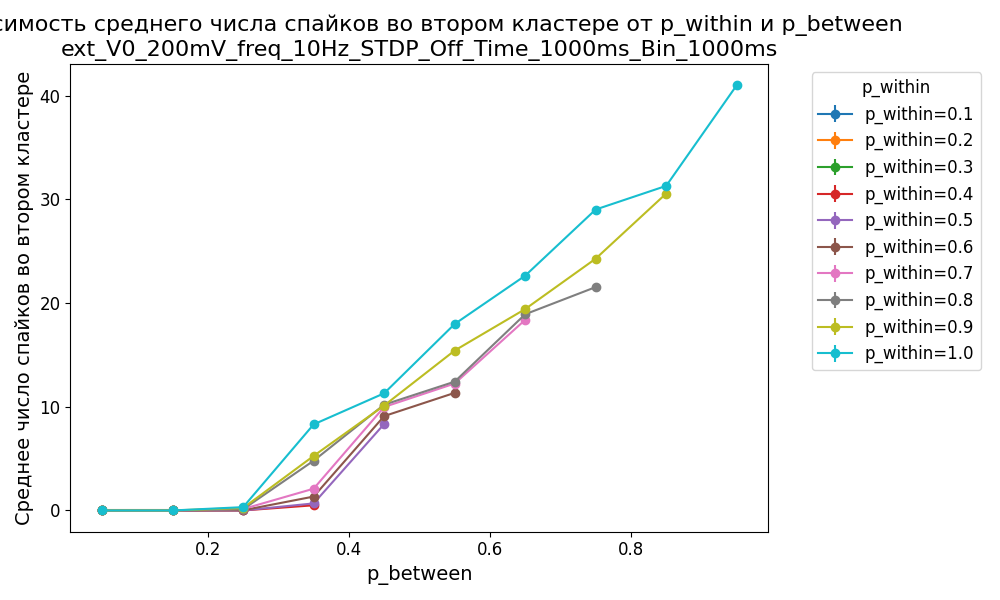 симость среднего числа спайков во втором кластере от p_within и p_between
ext_V0_200mV_freq_10Hz_STDP_Off_Time_1000ms_Bin_1000ms
Среднее число спайков во втором кластере
40
30
20
10
0
0.2
0.4
0.6
0.8
p_between
p_within
p_within=0.1
p_within=0.2
p_within=0.3
p_within=0.4
p_within=0.5
p_within=0.6
p_within=0.7
p_within=0.8
p_within=0.9
p_within=1.0